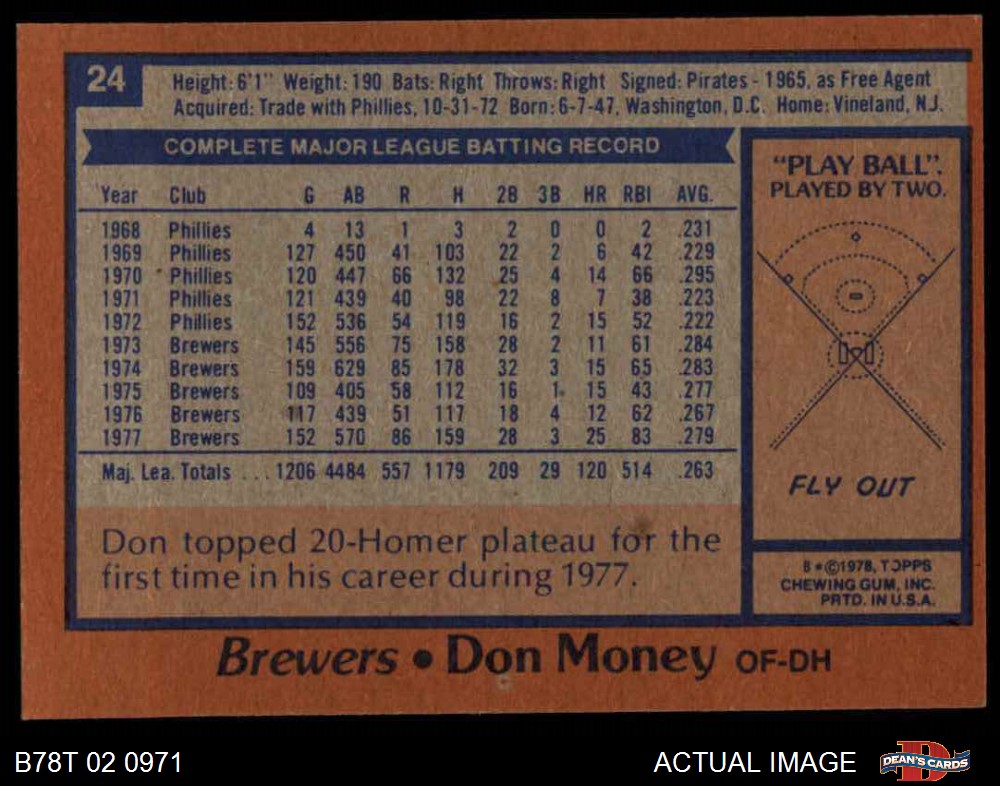 24
Height: 6'1" Weight: 190 Bats: Right Throws: Right Signed: Pirates - 1965, as Free Agent
Acquired: Trade with Phillies, 10-31-72 Born: 6-7-47, Washington, D.C. Home: Vineland, N.J.
COMPLETE MAJOR LEAGUE BATTING RECORD
Year Club G AB R H 2B 3B HR RBI AVG.
1968 Phillies 4 13 1 3 2 0 0 2 .231
1969 Phillies 127 450 41 103 22 2 6 42 .229
1970 Phillies 120 447 66 132 25 4 14 66 .295
1971 Phillies 121 439 40 98 22 8 7 38 .223
1972 Phillies 152 536 54 119 16 2 15 52 .222
1973 Brewers 145 556 75 158 28 2 11 61 .284
1974 Brewers 159 629 85 178 32 3 15 65 .283
1975 Brewers 109 405 58 112 16 1 15 43 .277
1976 Brewers 117 439 51 117 18 4 12 62 .267
1977 Brewers 152 570 86 159 28 3 25 83 .279
Maj. Lea. Totals ... 1206 4484 557 1179 209 29 120 514 .263
Don topped 20-Homer plateau for the
first time in his career during 1977.
"PLAY BALL".
PLAYED BY TWO.
FLY OUT
B * ©1978, TOPPS
CHEWING GUM, INC.
PRTD. IN U.S.A.
Brewers • Don Money OF-DH
B78T 02 0971
ACTUAL IMAGE
D
DEAN'S CARDS